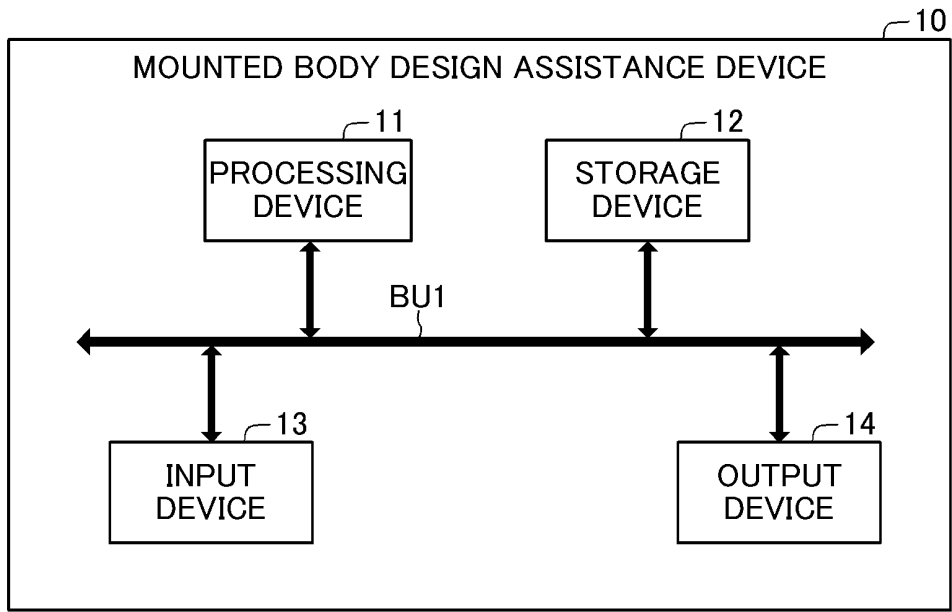 10
MOUNTED BODY DESIGN ASSISTANCE DEVICE
11
PROCESSING
DEVICE
12
STORAGE
DEVICE
BU1
13
INPUT
DEVICE
14
OUTPUT
DEVICE